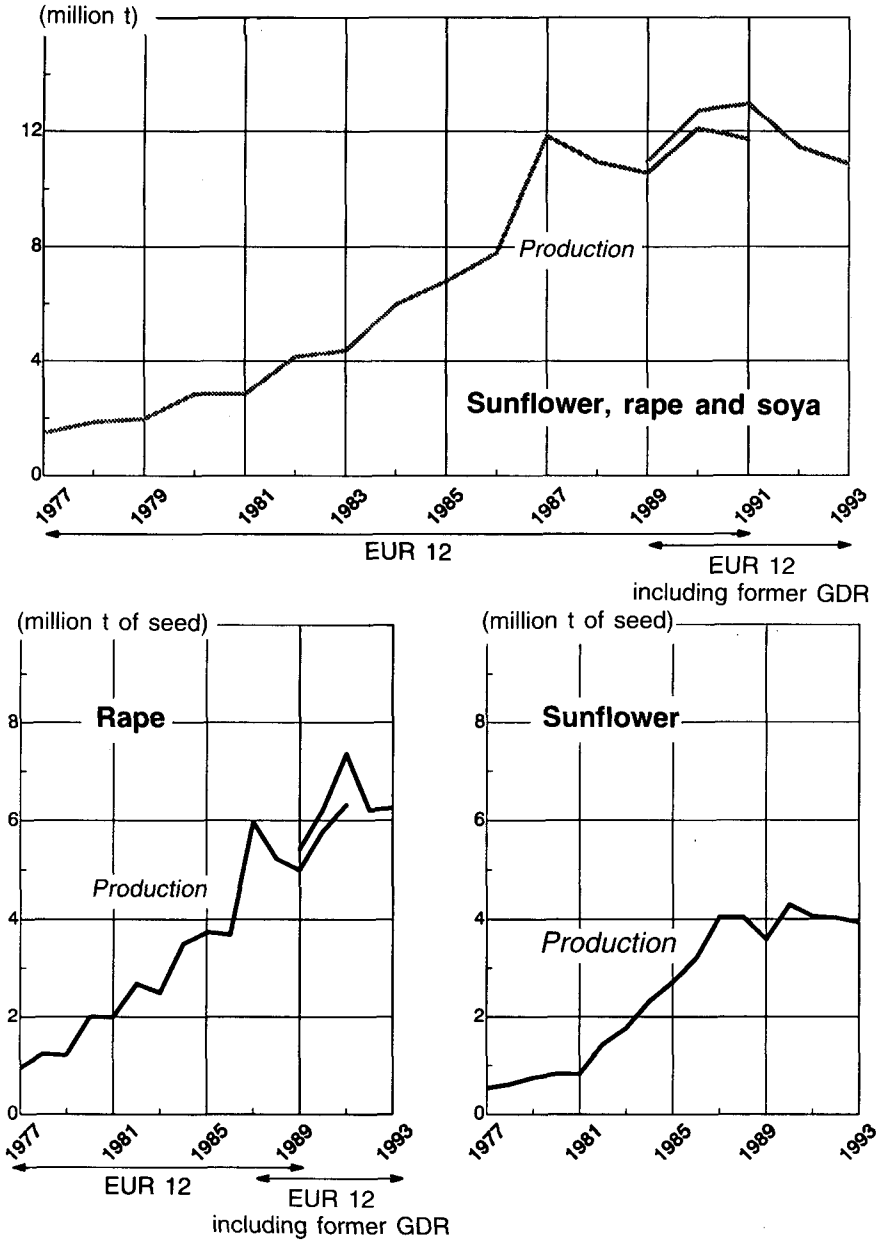 (million t)
12
8
4
0
Production
Sunflower, rape and soya
1977 1979 1981 1983 1985 1987 1989 1991 1993
EUR 12
EUR 12
including former GDR
(million t of seed)
8
6
4
2
0
Rape
Production
1977 1981 1985 1989 1993
EUR 12
EUR 12
including former GDR
(million t of seed)
8
6
4
2
0
Sunflower
Production
1977 1981 1985 1989 1993